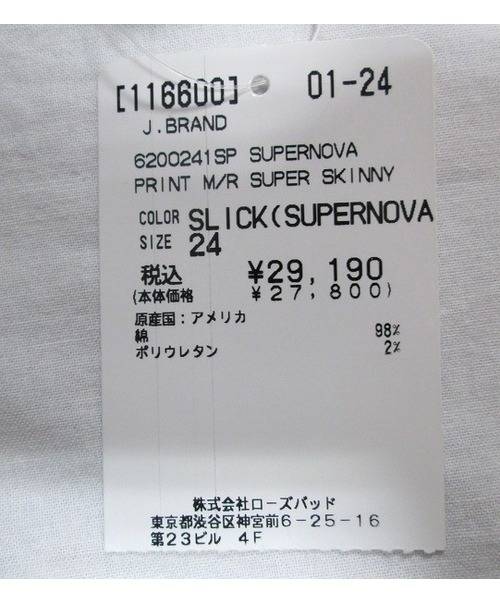 [116600] 01-24
J.BRAND
6200241SP SUPERNOVA
PRINT M/R SUPER SKINNY
COLOR SLICK(SUPERNOVA
SIZE 24
税込 ¥29,190
(本体価格 ¥27,800)
原産国:アメリカ
綿 98%
ポリウレタン 2%
株式会社ローズバッド
東京都渋谷区神宮前6-25-16
第23ビル 4F